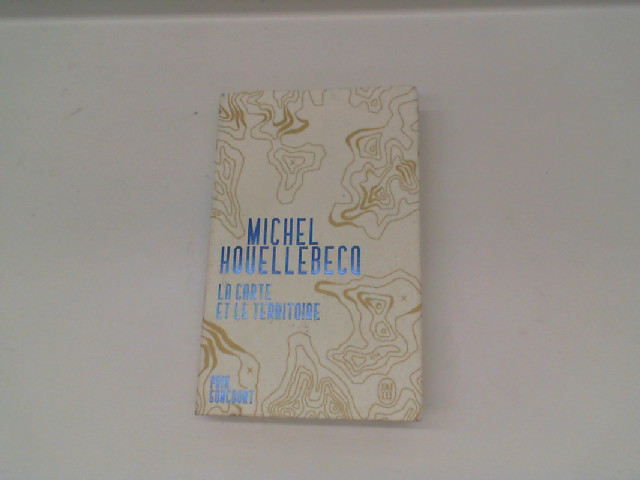 MICHEL
HOUELLEBECQ
LA CARTE
ET LE TERRITOIRE
PRIX
GONCOURT